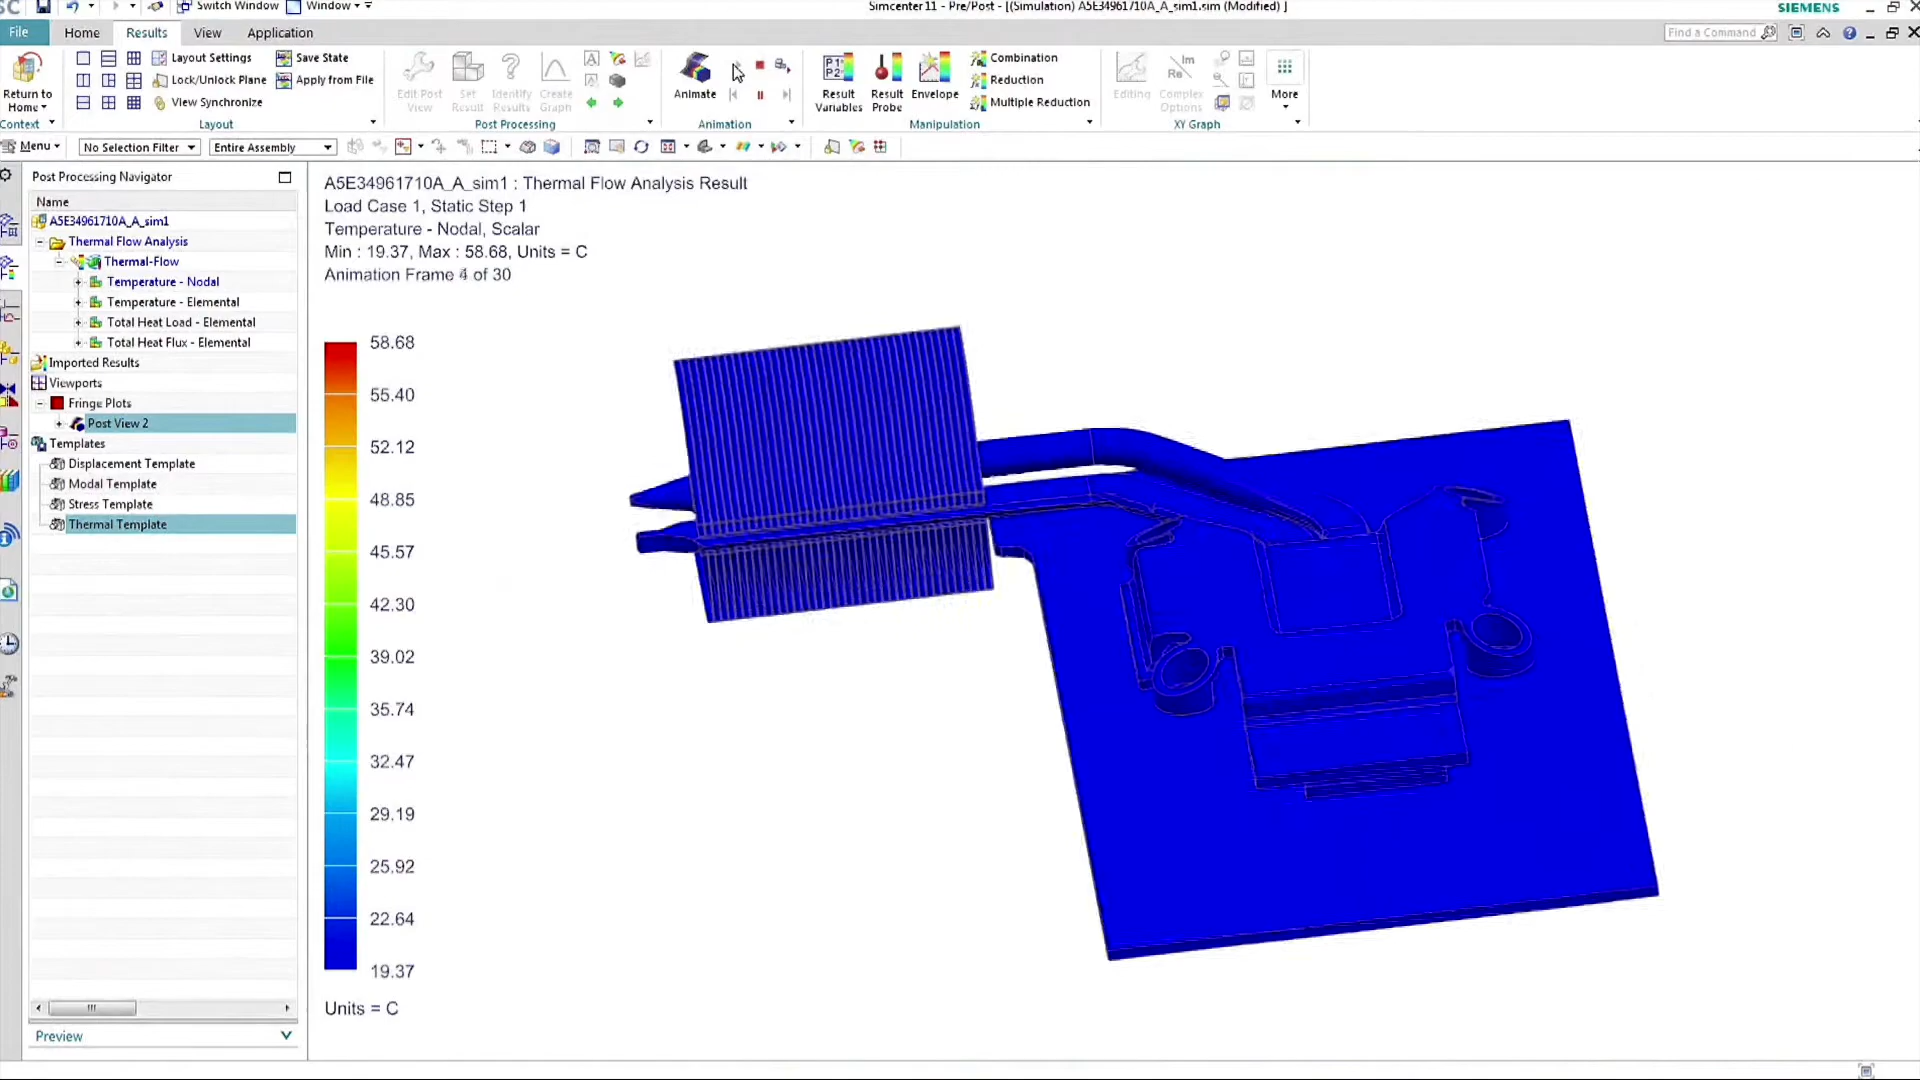 SC
Switch Window
Window
Simcenter 11 - Pre/Post - [(Simulation) A5E34961710A_A_sim1.sim (Modified) ]
SIEMENS
File
Home
Results
View
Application
Find a Command
Return to
Home
Context
Layout Settings
Lock/Unlock Plane
View Synchronize
Layout
Save State
Apply from File
Edit Post
View
Set
Result
Identify
Results
Create
Graph
Post Processing
Animate
Animation
Result
Variables
Result
Probe
Envelope
Combination
Reduction
Multiple Reduction
Manipulation
Editing
Complex
Options
XY Graph
More
Menu
No Selection Filter
Entire Assembly
Post Processing Navigator
Name
A5E34961710A_A_sim1
Thermal Flow Analysis
Thermal-Flow
Temperature - Nodal
Temperature - Elemental
Total Heat Load - Elemental
Total Heat Flux - Elemental
Imported Results
Viewports
Fringe Plots
Post View 2
Templates
Displacement Template
Modal Template
Stress Template
Thermal Template
Preview
A5E34961710A_A_sim1 : Thermal Flow Analysis Result
Load Case 1, Static Step 1
Temperature - Nodal, Scalar
Min : 19.37, Max : 58.68, Units = C
Animation Frame 4 of 30
58.68
55.40
52.12
48.85
45.57
42.30
39.02
35.74
32.47
29.19
25.92
22.64
19.37
Units = C